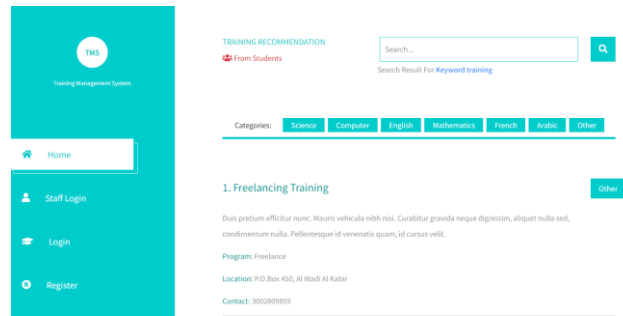 TMS
Training Management System
Home
Staff Login
Login
Register
TRAINING RECOMMENDATION
From Students
Search...
Search Result For Keyword training
Categories: Science Computer English Mathematics French Arabic Other
1. Freelancing Training
Other
Duis pretium efficitur nunc. Mauris vehicula nibh nisi. Curabitur gravida neque dignissim, aliquet nulla sed,
condimentum nulla. Pellentesque id venenatis quam, id cursus velit.
Program: Freelance
Location: P.O.Box 450, Al Wadi Al Kabir
Contact: 3002809859